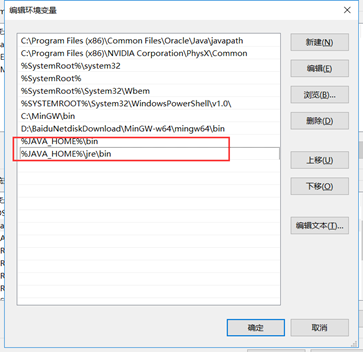 编辑环境变量
C:\Program Files (x86)\Common Files\Oracle\Java\javapath
C:\Program Files (x86)\NVIDIA Corporation\PhysX\Common
%SystemRoot%\system32
%SystemRoot%
%SystemRoot%\System32\Wbem
%SYSTEMROOT%\System32\WindowsPowerShell\v1.0\
C:\MinGW\bin
D:\BaiduNetdiskDownload\MinGW-w64\mingw64\bin
%JAVA_HOME%\bin
%JAVA_HOME%\jre\bin
新建(N)
编辑(E)
浏览(B)...
删除(D)
上移(U)
下移(O)
编辑文本(T)...
确定
取消